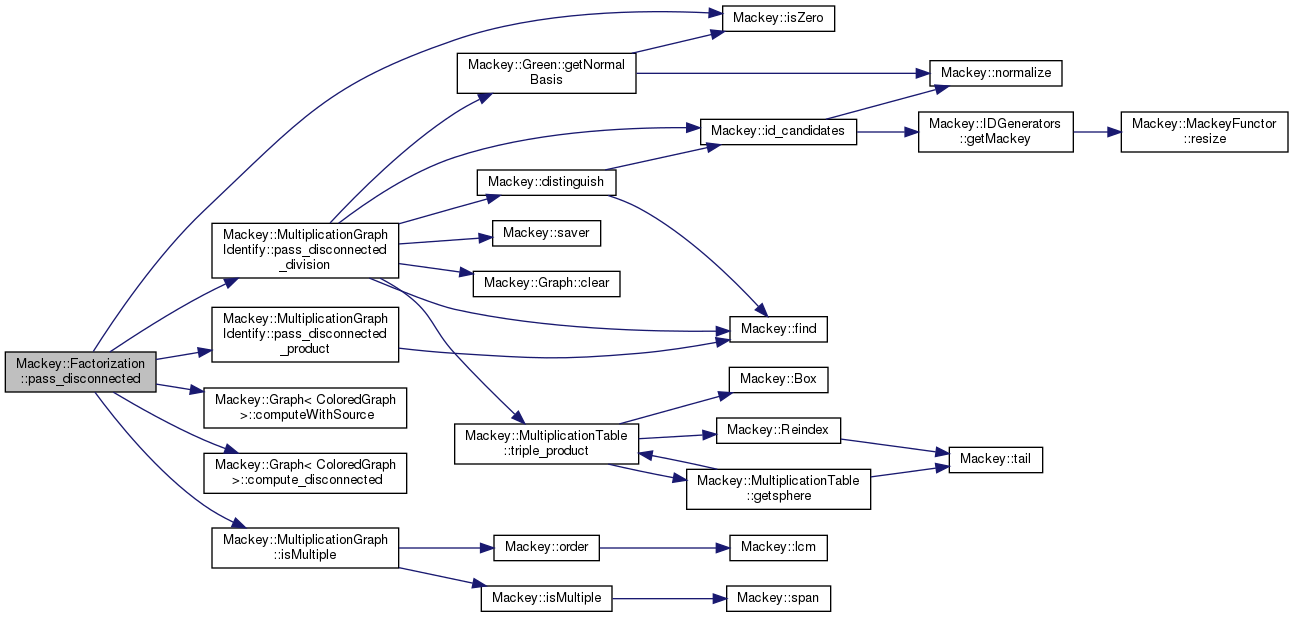 Mackey::isZero
Mackey::Green::getNormal
Basis
Mackey::normalize
Mackey::id_candidates
Mackey::IDGenerators
::getMackey
Mackey::MackeyFunctor
::resize
Mackey::distinguish
Mackey::MultiplicationGraph
Identify::pass_disconnected
_division
Mackey::saver
Mackey::Graph::clear
Mackey::MultiplicationGraph
Identify::pass_disconnected
_product
Mackey::find
Mackey::Factorization
::pass_disconnected
Mackey::Graph< ColoredGraph
>::computeWithSource
Mackey::Box
Mackey::MultiplicationTable
::triple_product
Mackey::Reindex
Mackey::tail
Mackey::Graph< ColoredGraph
>::compute_disconnected
Mackey::MultiplicationTable
::getsphere
Mackey::MultiplicationGraph
::isMultiple
Mackey::order
Mackey::lcm
Mackey::isMultiple
Mackey::span